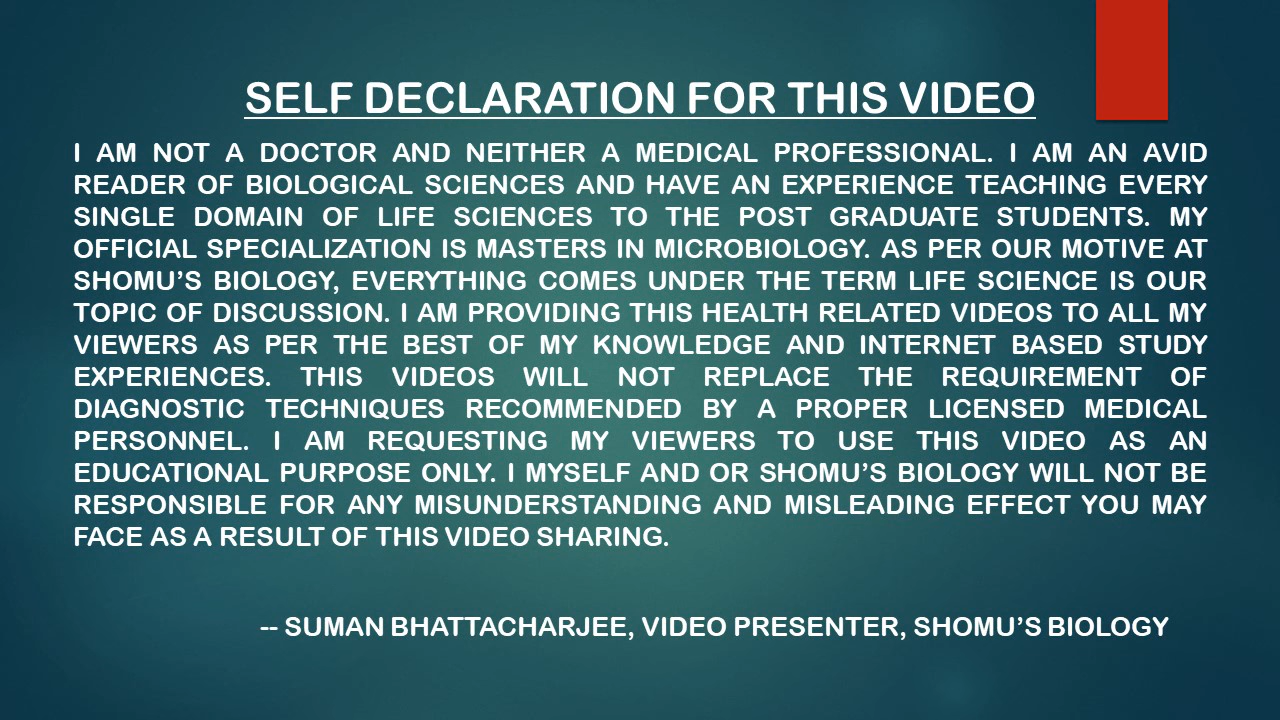 SELF DECLARATION FOR THIS VIDEO
I AM NOT A DOCTOR AND NEITHER A MEDICAL PROFESSIONAL. I AM AN AVID
READER OF BIOLOGICAL SCIENCES AND HAVE AN EXPERIENCE TEACHING EVERY
SINGLE DOMAIN OF LIFE SCIENCES TO THE POST GRADUATE STUDENTS. MY
OFFICIAL SPECIALIZATION IS MASTERS IN MICROBIOLOGY. AS PER OUR MOTIVE AT
SHOMU’S BIOLOGY, EVERYTHING COMES UNDER THE TERM LIFE SCIENCE IS OUR
TOPIC OF DISCUSSION. I AM PROVIDING THIS HEALTH RELATED VIDEOS TO ALL MY
VIEWERS AS PER THE BEST OF MY KNOWLEDGE AND INTERNET BASED STUDY
EXPERIENCES. THIS VIDEOS WILL NOT REPLACE THE REQUIREMENT OF
DIAGNOSTIC TECHNIQUES RECOMMENDED BY A PROPER LICENSED MEDICAL
PERSONNEL. I AM REQUESTING MY VIEWERS TO USE THIS VIDEO AS AN
EDUCATIONAL PURPOSE ONLY. I MYSELF AND OR SHOMU’S BIOLOGY WILL NOT BE
RESPONSIBLE FOR ANY MISUNDERSTANDING AND MISLEADING EFFECT YOU MAY
FACE AS A RESULT OF THIS VIDEO SHARING.
-- SUMAN BHATTACHARJEE, VIDEO PRESENTER, SHOMU’S BIOLOGY